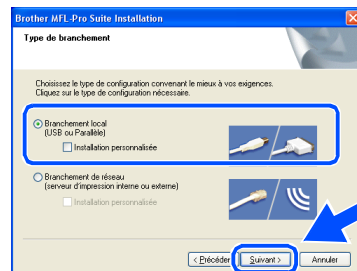 Brother MFL-Pro Suite Installation
Type de branchement
Choisissez le type de configuration convenant le mieux à vos exigences.
Cliquez sur le type de configuration nécessaire.
Branchement local
(USB ou Parallèle)
Installation personnalisée
Branchement de réseau
(serveur d'impression interne ou externe)
Installation personnalisée
< Précéder
Suivant >
Annuler